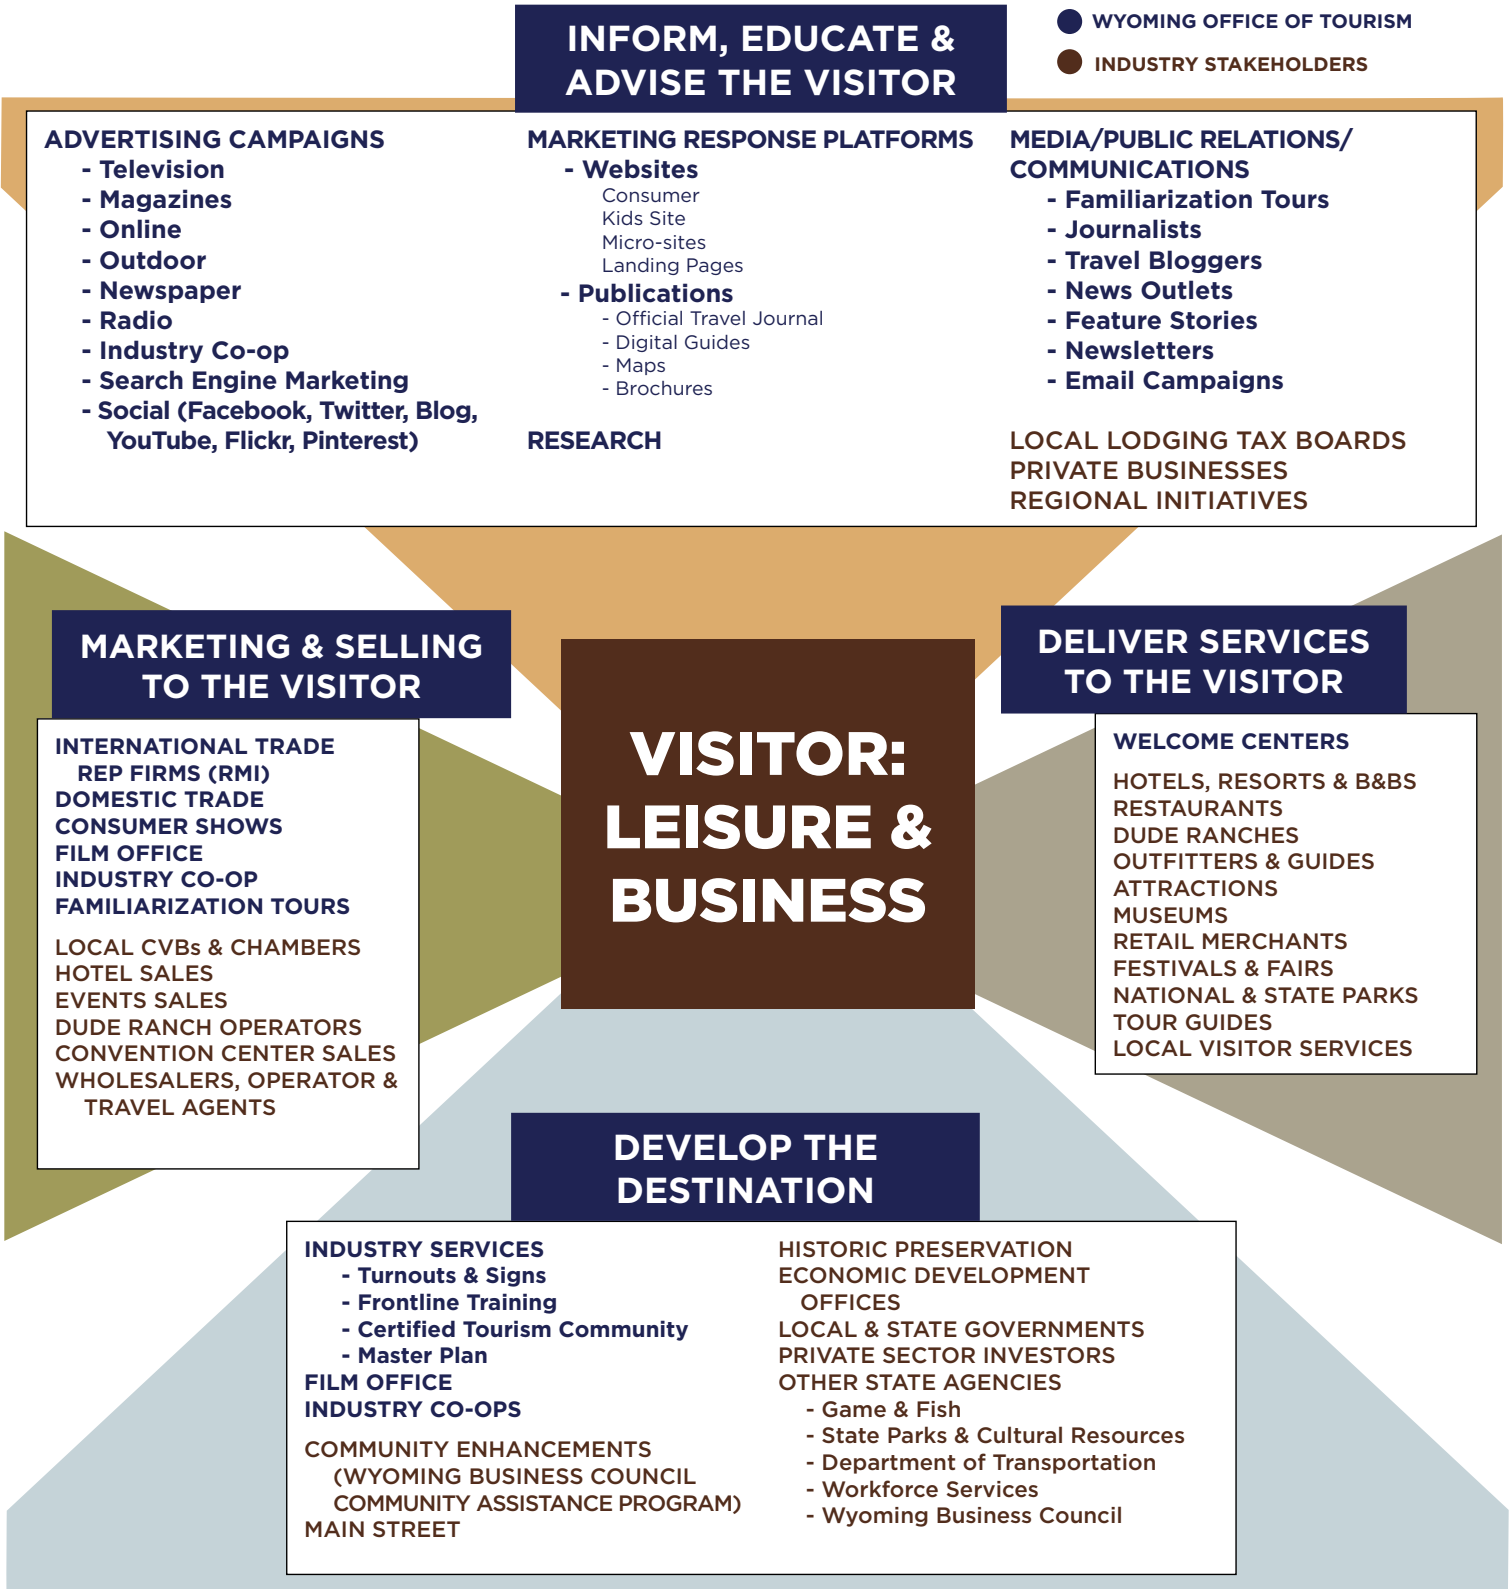 INFORM, EDUCATE &
ADVISE THE VISITOR
WYOMING OFFICE OF TOURISM
INDUSTRY STAKEHOLDERS
ADVERTISING CAMPAIGNS
- Television
- Magazines
- Online
- Outdoor
- Newspaper
- Radio
- Industry Co-op
- Search Engine Marketing
- Social (Facebook, Twitter, Blog,
YouTube, Flickr, Pinterest)
MARKETING RESPONSE PLATFORMS
- Websites
Consumer
Kids Site
Micro-sites
Landing Pages
- Publications
- Official Travel Journal
- Digital Guides
- Maps
- Brochures
RESEARCH
MEDIA/PUBLIC RELATIONS/
COMMUNICATIONS
- Familiarization Tours
- Journalists
- Travel Bloggers
- News Outlets
- Feature Stories
- Newsletters
- Email Campaigns
LOCAL LODGING TAX BOARDS
PRIVATE BUSINESSES
REGIONAL INITIATIVES
MARKETING & SELLING
TO THE VISITOR
INTERNATIONAL TRADE
REP FIRMS (RMI)
DOMESTIC TRADE
CONSUMER SHOWS
FILM OFFICE
INDUSTRY CO-OP
FAMILIARIZATION TOURS
LOCAL CVBs & CHAMBERS
HOTEL SALES
EVENTS SALES
DUDE RANCH OPERATORS
CONVENTION CENTER SALES
WHOLESALERS, OPERATOR &
TRAVEL AGENTS
VISITOR:
LEISURE &
BUSINESS
DELIVER SERVICES
TO THE VISITOR
WELCOME CENTERS
HOTELS, RESORTS & B&BS
RESTAURANTS
DUDE RANCHES
OUTFITTERS & GUIDES
ATTRACTIONS
MUSEUMS
RETAIL MERCHANTS
FESTIVALS & FAIRS
NATIONAL & STATE PARKS
TOUR GUIDES
LOCAL VISITOR SERVICES
DEVELOP THE
DESTINATION
INDUSTRY SERVICES
- Turnouts & Signs
- Frontline Training
- Certified Tourism Community
- Master Plan
FILM OFFICE
INDUSTRY CO-OPS
COMMUNITY ENHANCEMENTS
(WYOMING BUSINESS COUNCIL
COMMUNITY ASSISTANCE PROGRAM)
MAIN STREET
HISTORIC PRESERVATION
ECONOMIC DEVELOPMENT
OFFICES
LOCAL & STATE GOVERNMENTS
PRIVATE SECTOR INVESTORS
OTHER STATE AGENCIES
- Game & Fish
- State Parks & Cultural Resources
- Department of Transportation
- Workforce Services
- Wyoming Business Council